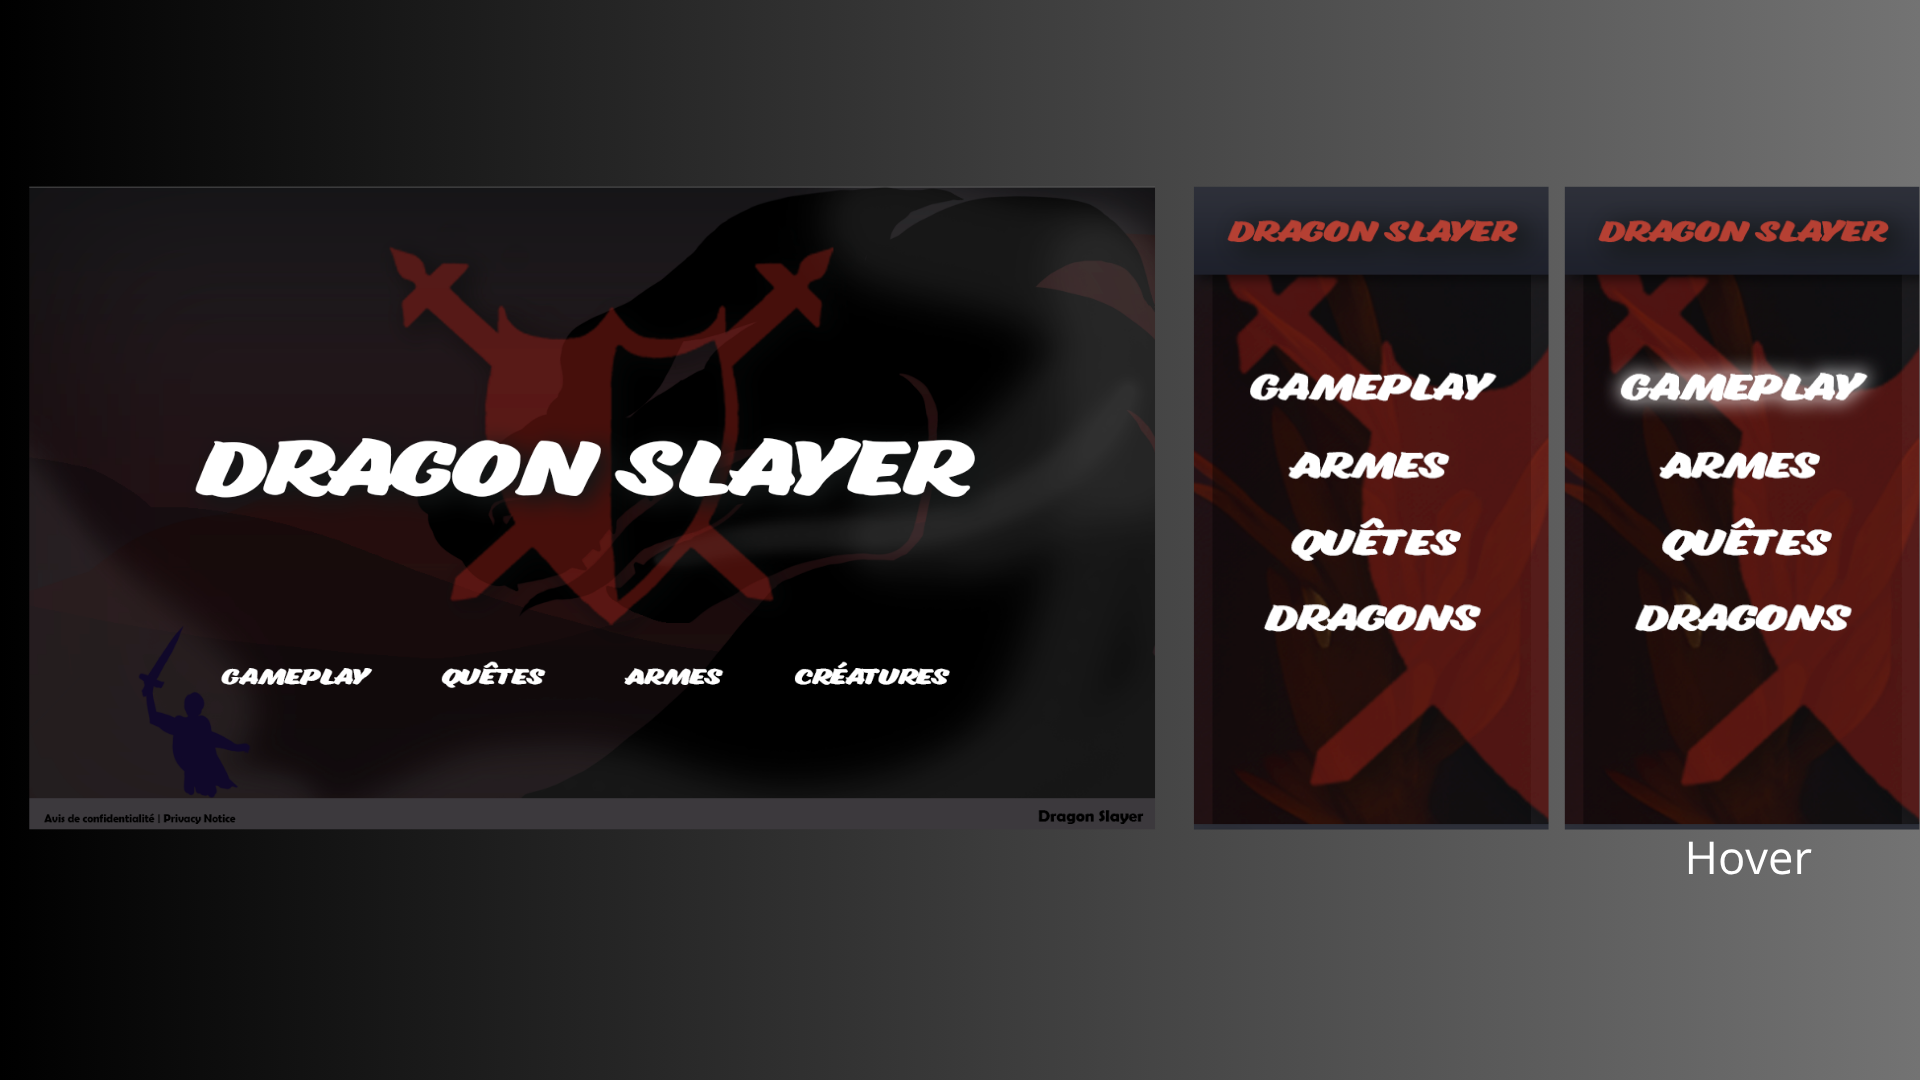 DRAGON SLAYER
GAMEPLAY QUÊTES ARMES CRÉATURES
Avis de confidentialité | Privacy Notice
Dragon Slayer
DRAGON SLAYER
GAMEPLAY
ARMES
QUÊTES
DRAGONS
DRAGON SLAYER
GAMEPLAY
ARMES
QUÊTES
DRAGONS
Hover